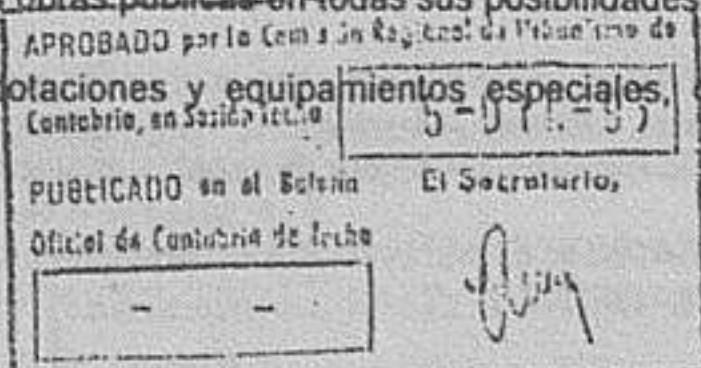 obras públicas en todas sus posibilidades
APROBADO por la Comisión Regional de Urbanismo de
otaciones y equipamientos especiales,
Cantabria, en Sesión fecha
PUBLICADO en el Boletín
El Secretario,
Oficial de Cantabria de fecha
- -